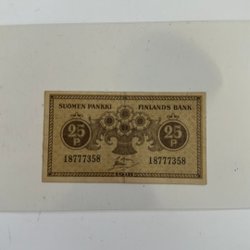 SUOMEN PANKKI FINLANDS BANK
25 25
P P
18777358 18777358